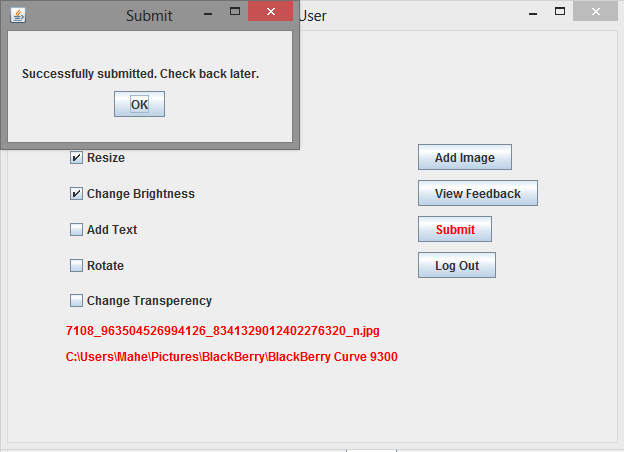 Submit
User
Successfully submitted. Check back later.
OK
Resize
Add Image
Change Brightness
View Feedback
Add Text
Submit
Rotate
Log Out
Change Transperency
7108_963504526994126_8341329012402276320_n.jpg
C:\Users\Mahe\Pictures\BlackBerry\BlackBerry Curve 9300